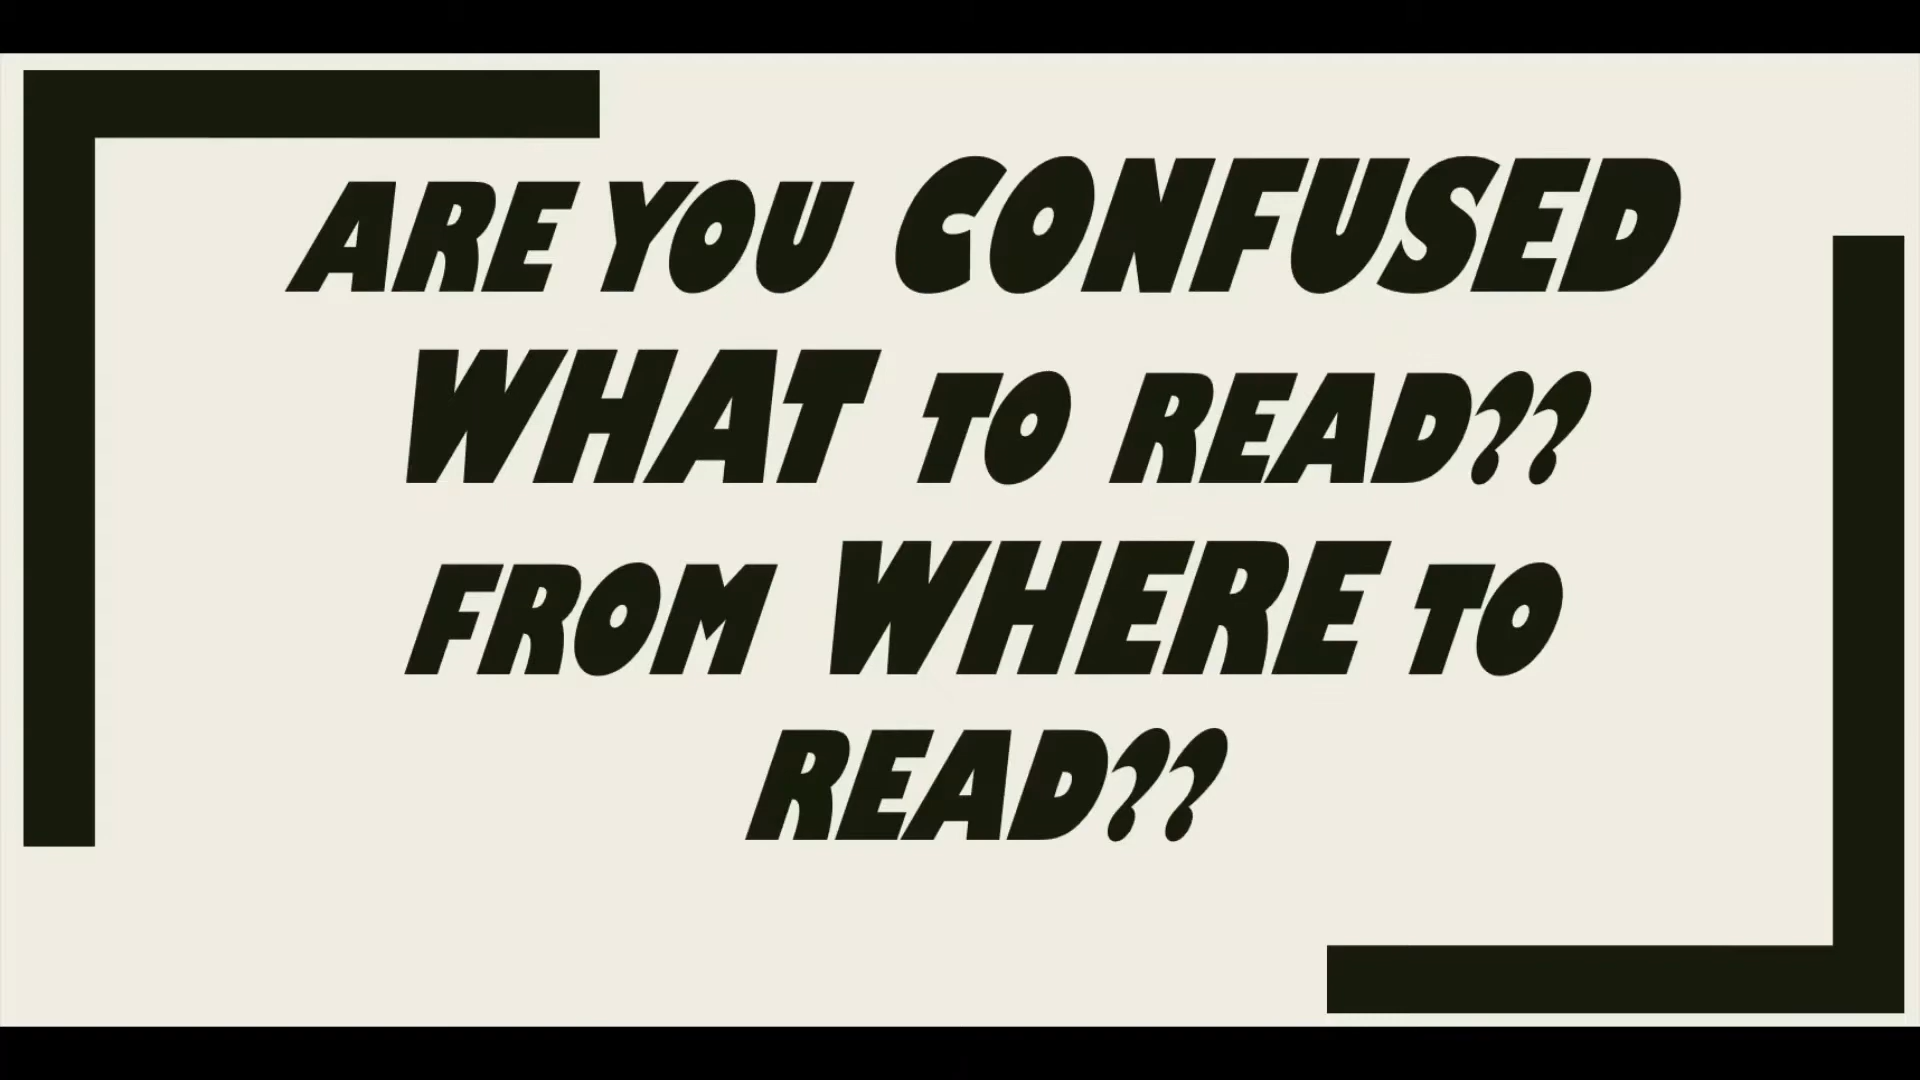 ARE YOU CONFUSED
WHAT TO READ??
FROM WHERE TO
READ??